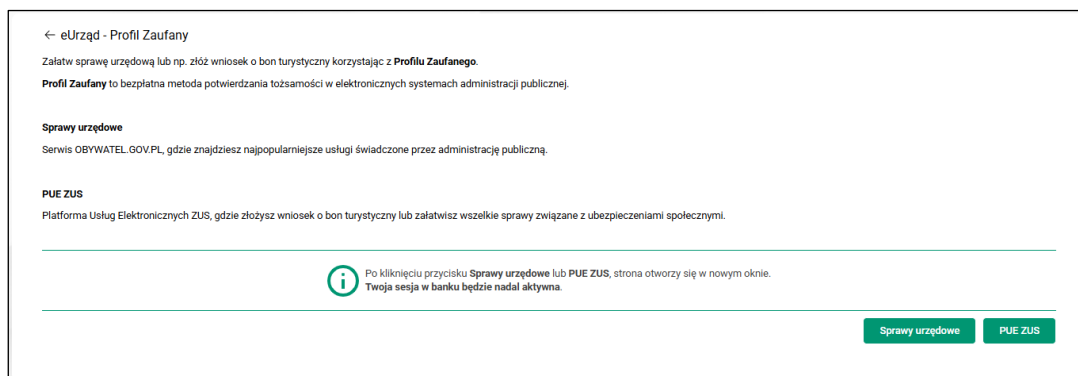 ← eUrząd - Profil Zaufany
Załatw sprawę urzędową lub np. złóż wniosek o bon turystyczny korzystając z Profilu Zaufanego.
Profil Zaufany to bezpłatna metoda potwierdzania tożsamości w elektronicznych systemach administracji publicznej.
Sprawy urzędowe
Serwis OBYWATEL.GOV.PL, gdzie znajdziesz najpopularniejsze usługi świadczone przez administrację publiczną.
PUE ZUS
Platforma Usług Elektronicznych ZUS, gdzie złożysz wniosek o bon turystyczny lub załatwisz wszelkie sprawy związane z ubezpieczeniami społecznymi.
Po kliknięciu przycisku Sprawy urzędowe lub PUE ZUS, strona otworzy się w nowym oknie.
Twoja sesja w banku będzie nadal aktywna.
Sprawy urzędowe PUE ZUS